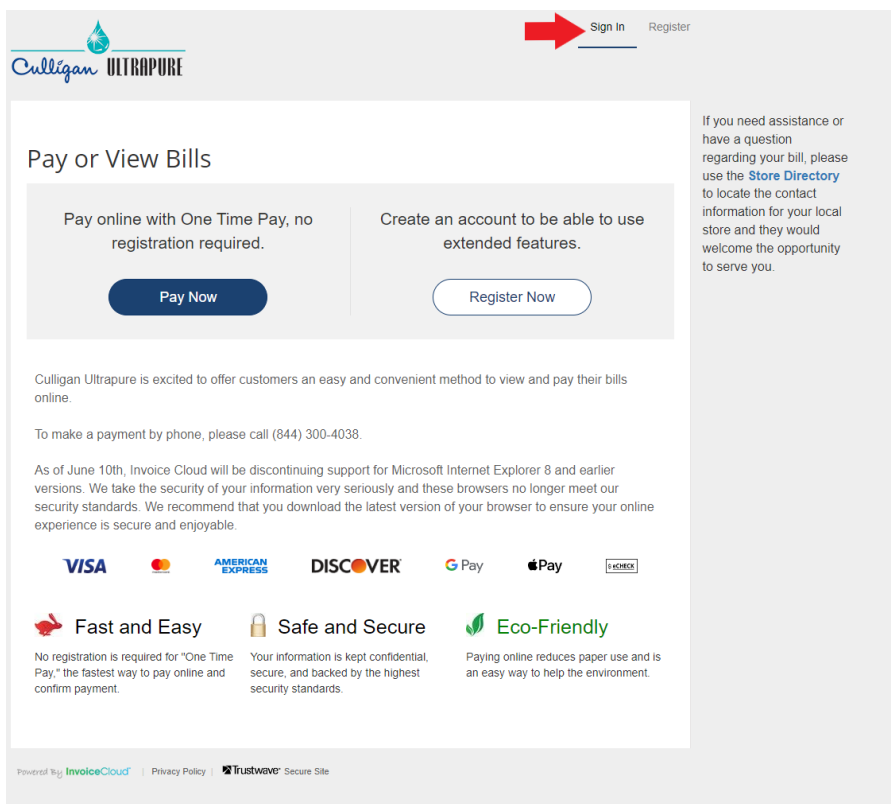 Sign In Register
Culligan ULTRAPURE
Pay or View Bills
Pay online with One Time Pay, no
registration required.
Pay Now
Create an account to be able to use
extended features.
Register Now
If you need assistance or
have a question
regarding your bill, please
use the Store Directory
to locate the contact
information for your local
store and they would
welcome the opportunity
to serve you.
Culligan Ultrapure is excited to offer customers an easy and convenient method to view and pay their bills
online.
To make a payment by phone, please call (844) 300-4038.
As of June 10th, Invoice Cloud will be discontinuing support for Microsoft Internet Explorer 8 and earlier
versions. We take the security of your information very seriously and these browsers no longer meet our
security standards. We recommend that you download the latest version of your browser to ensure your online
experience is secure and enjoyable.
VISA
AMERICAN
EXPRESS
DISCOVER
G Pay
Pay
eCHECK
Fast and Easy
No registration is required for "One Time
Pay," the fastest way to pay online and
confirm payment.
Safe and Secure
Your information is kept confidential,
secure, and backed by the highest
security standards.
Eco-Friendly
Paying online reduces paper use and is
an easy way to help the environment.
Powered By InvoiceCloud | Privacy Policy | Trustwave Secure Site